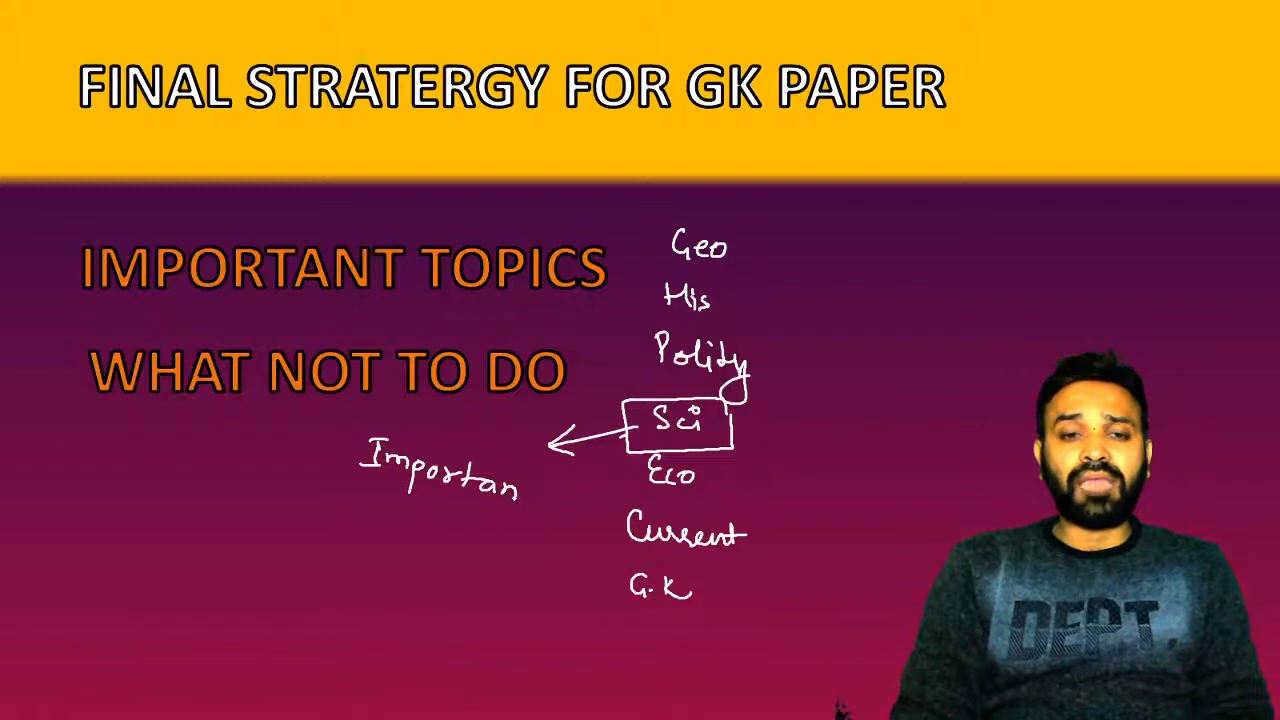 FINAL STRATERGY FOR GK PAPER
IMPORTANT TOPICS
WHAT NOT TO DO
Geo
His
Polity
Sci
Eco
Current
G.K
Importan
DEPT.